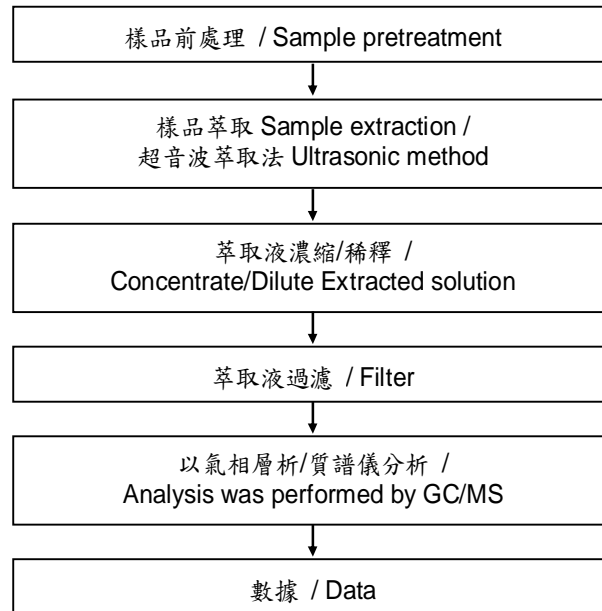 樣品前處理 / Sample pretreatment
樣品萃取 Sample extraction /
超音波萃取法 Ultrasonic method
萃取液濃縮/稀釋 /
Concentrate/Dilute Extracted solution
萃取液過濾 / Filter
以氣相層析/質譜儀分析 /
Analysis was performed by GC/MS
數據 / Data